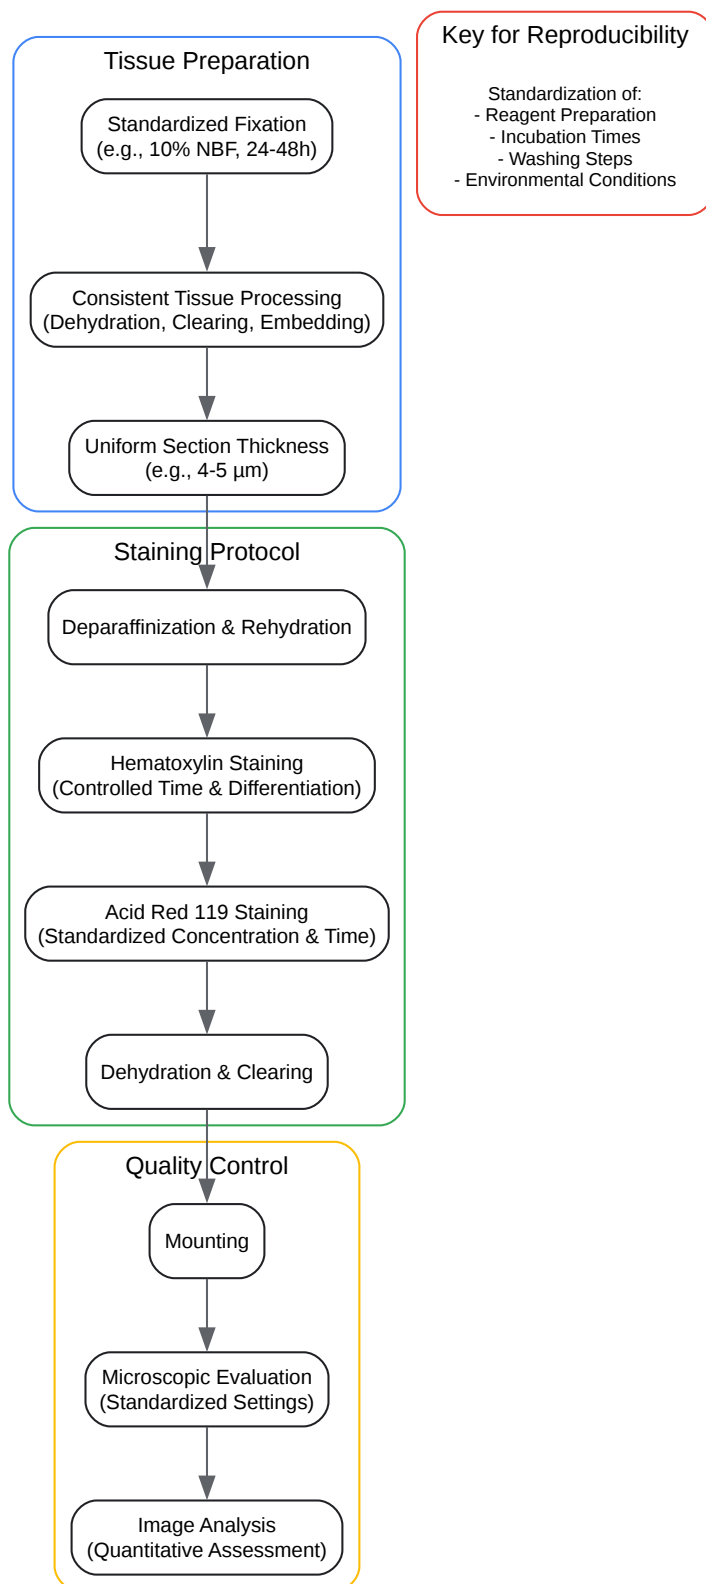 Tissue Preparation
Standardized Fixation
(e.g., 10% NBF, 24-48h)
Consistent Tissue Processing
(Dehydration, Clearing, Embedding)
Uniform Section Thickness
(e.g., 4-5 µm)
Key for Reproducibility
Standardization of:
- Reagent Preparation
- Incubation Times
- Washing Steps
- Environmental Conditions
Staining Protocol
Deparaffinization & Rehydration
Hematoxylin Staining
(Controlled Time & Differentiation)
Acid Red 119 Staining
(Standardized Concentration & Time)
Dehydration & Clearing
Quality Control
Mounting
Microscopic Evaluation
(Standardized Settings)
Image Analysis
(Quantitative Assessment)